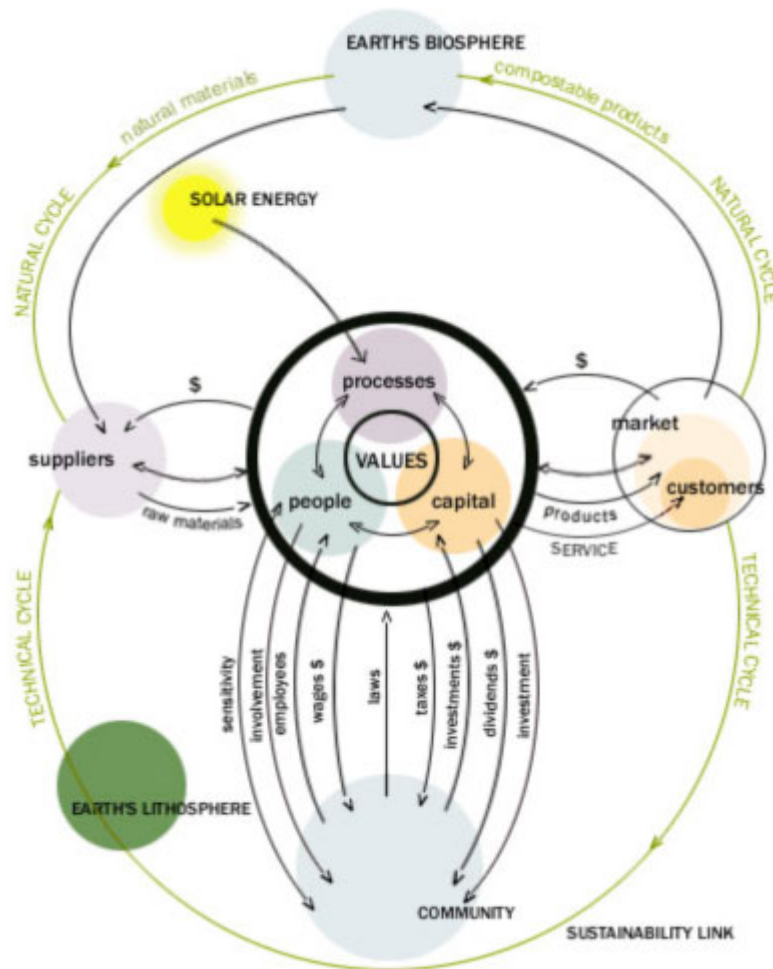 EARTH'S BIOSPHERE
natural materials
compostable products
SOLAR ENERGY
NATURAL CYCLE
NATURAL CYCLE
$
$
processes
market
suppliers
VALUES
customers
people
capital
raw materials
Products
SERVICE
TECHNICAL CYCLE
TECHNICAL CYCLE
sensitivity
involvement
employees
wages $
laws
taxes $
investments $
dividends $
investment
EARTH'S LITHOSPHERE
COMMUNITY
SUSTAINABILITY LINK